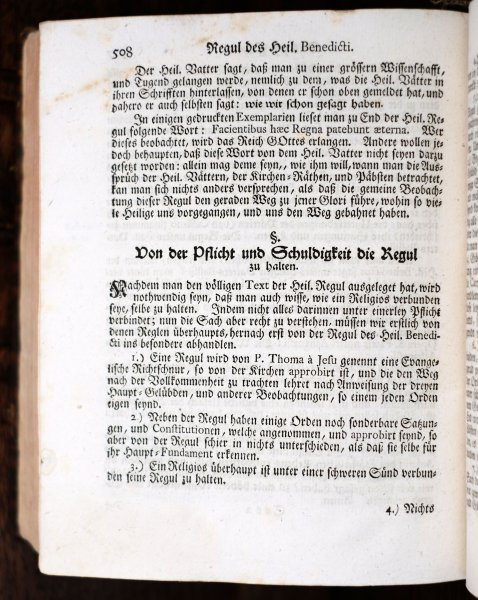 508 Regul des Heil. Benedicti.
Der Heil. Vatter sagt, daß man zu einer grössern Wissenschafft,
und Tugend gelangen werde, nemlich zu dem, was die Heil. Vätter in
ihren Schrifften hinterlassen, von denen er schon oben gemeldet hat, und
dahero er auch selbsten sagt: wie wir schon gesagt haben.
In einigen gedruckten Exemplarien lieset man zu End der Heil. Re-
gul folgende Wort: Facientibus hæc Regna patebunt æterna. Wer
dieses beobachtet, wird das Reich GOttes erlangen. Andere wollen je-
doch behaupten, daß diese Wort von dem Heil. Vatter nicht seyen darzu
gesetzt worden: allein mag deme seyn,, wie ihm will, wann man die Aus-
sprüch der Heil. Vättern, der Kirchen-Räthen, und Päbsten betrachtet,
kan man sich nichts anders versprechen, als daß die gemeine Beobach-
tung dieser Regul den geraden Weg zu jener Glori führe, wohin so vie-
le Heilige uns vorgegangen, und uns den Weg gebahnet haben.
§.
Von der Pflicht und Schuldigkeit die Regul
zu halten.
Nachdem man den völligen Text der Heil. Regul ausgeleget hat, wird
nothwendig seyn, daß man auch wisse, wie ein Religios verbunden
seye, selbe zu halten. Indem nicht alles darinnen unter einerley Pflicht
verbindet; nun die Sach aber recht zu verstehen, müssen wir erstlich von
denen Reglen überhaupts, hernach erst von der Regul des Heil. Bene-
cti ins besondere abhandlen.
1.) Eine Regul wird von P. Thoma à Jesu genennt eine Evange-
lische Richtschnur, so von der Kirchen approbirt ist, und die den Weg
nach der Vollkommenheit zu trachten lehret nach Anweisung der dreyen
Haupt-Gelübden, und anderer Beobachtungen, so einem jeden Orden
eigen seynd.
2.) Neben der Regul haben einige Orden noch sonderbare Satzun-
gen, und Constitutionen, welche angenommen, und approbirt seynd, so
aber von der Regul schier in nichts unterschieden, als daß sie selbe für
ihr Haupt-Fundament erkennen.
3.) Ein Religios überhaupt ist unter einer schweren Sünd verbun-
den seine Regul zu halten.
4.) Nichts